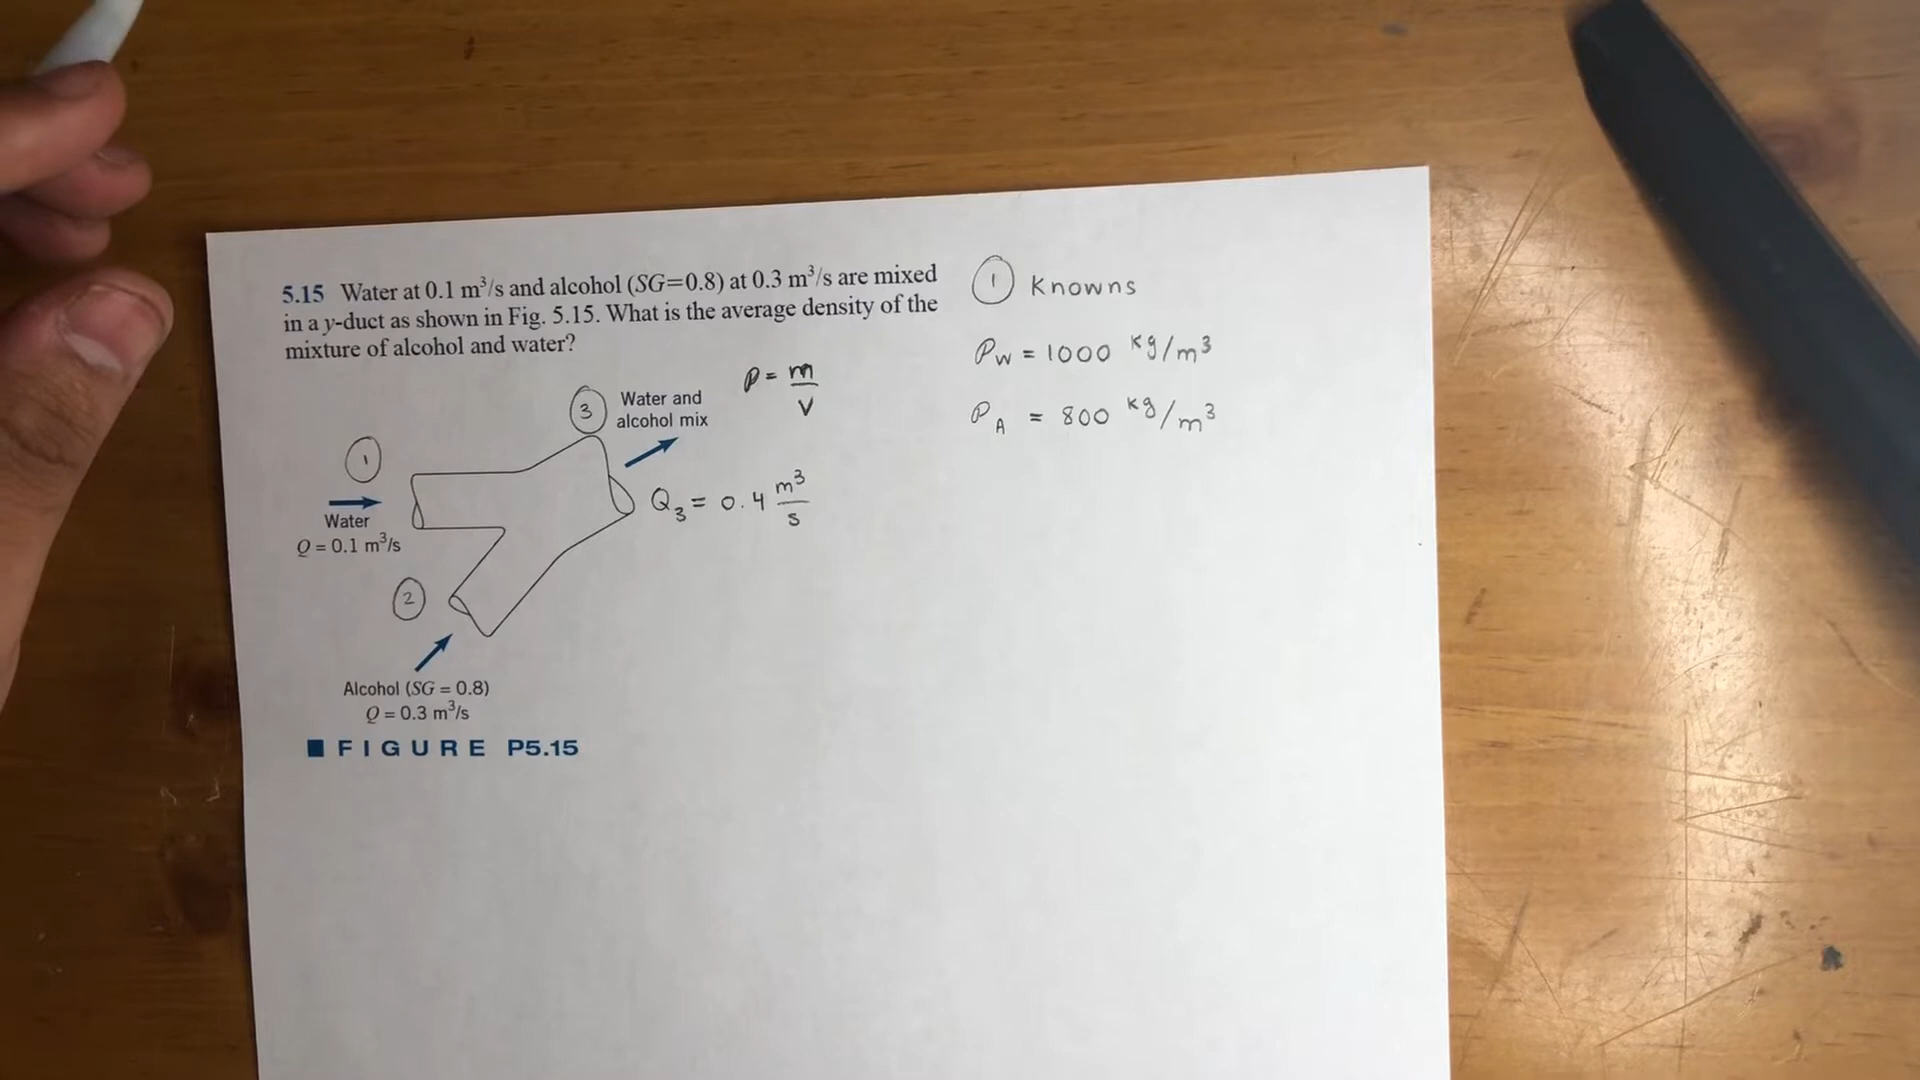 5.15 Water at 0.1 m³/s and alcohol (SG=0.8) at 0.3 m³/s are mixed
in a y-duct as shown in Fig. 5.15. What is the average density of the
mixture of alcohol and water?
① Knowns
ρ_W = 1000 kg/m³
ρ_A = 800 kg/m³
ρ = m/V
③
Water and
alcohol mix
①
Water
Q = 0.1 m³/s
Q₃ = 0.4 m³/s
②
Alcohol (SG = 0.8)
Q = 0.3 m³/s
■ FIGURE P5.15